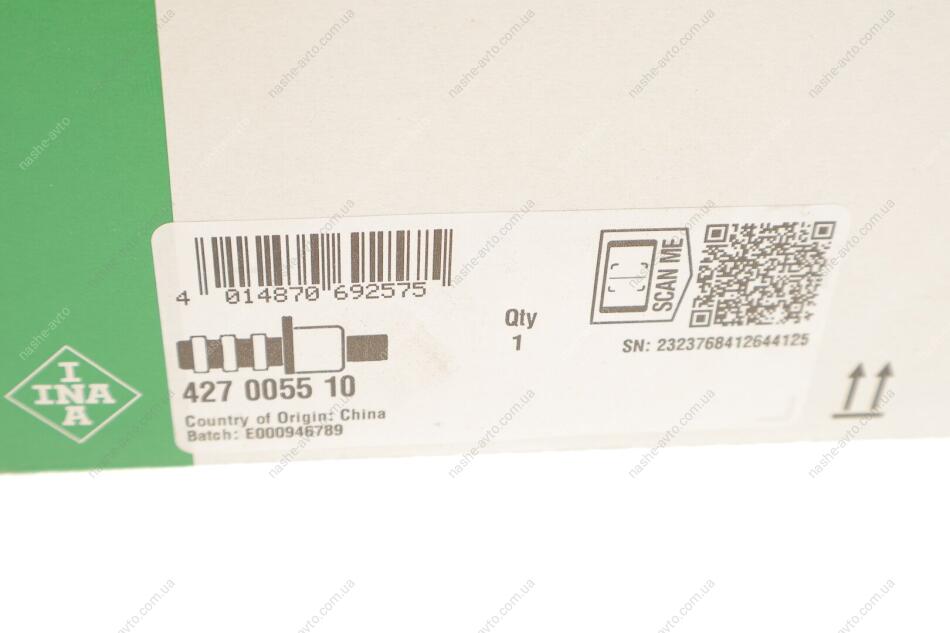 4 014870 692575
SCAN ME
Qty
1
SN: 2323768412644125
427 0055 10
Country of Origin: China
Batch: E000946789
I
INA
A
nashe-avto.com.ua